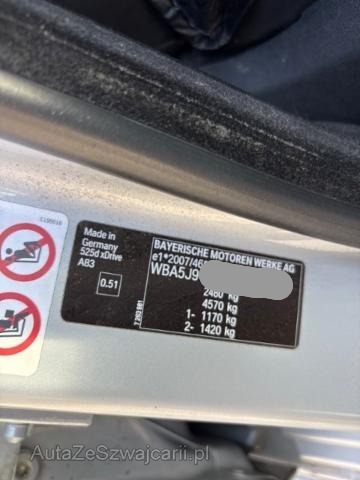 Made in
Germany
525d xDrive
A83
0.51
BAYERISCHE MOTOREN WERKE AG
e1*2007/46
WBA5J9
2460 kg
4570 kg
1- 1170 kg
2- 1420 kg
AutaZeSzwajcarii.pl